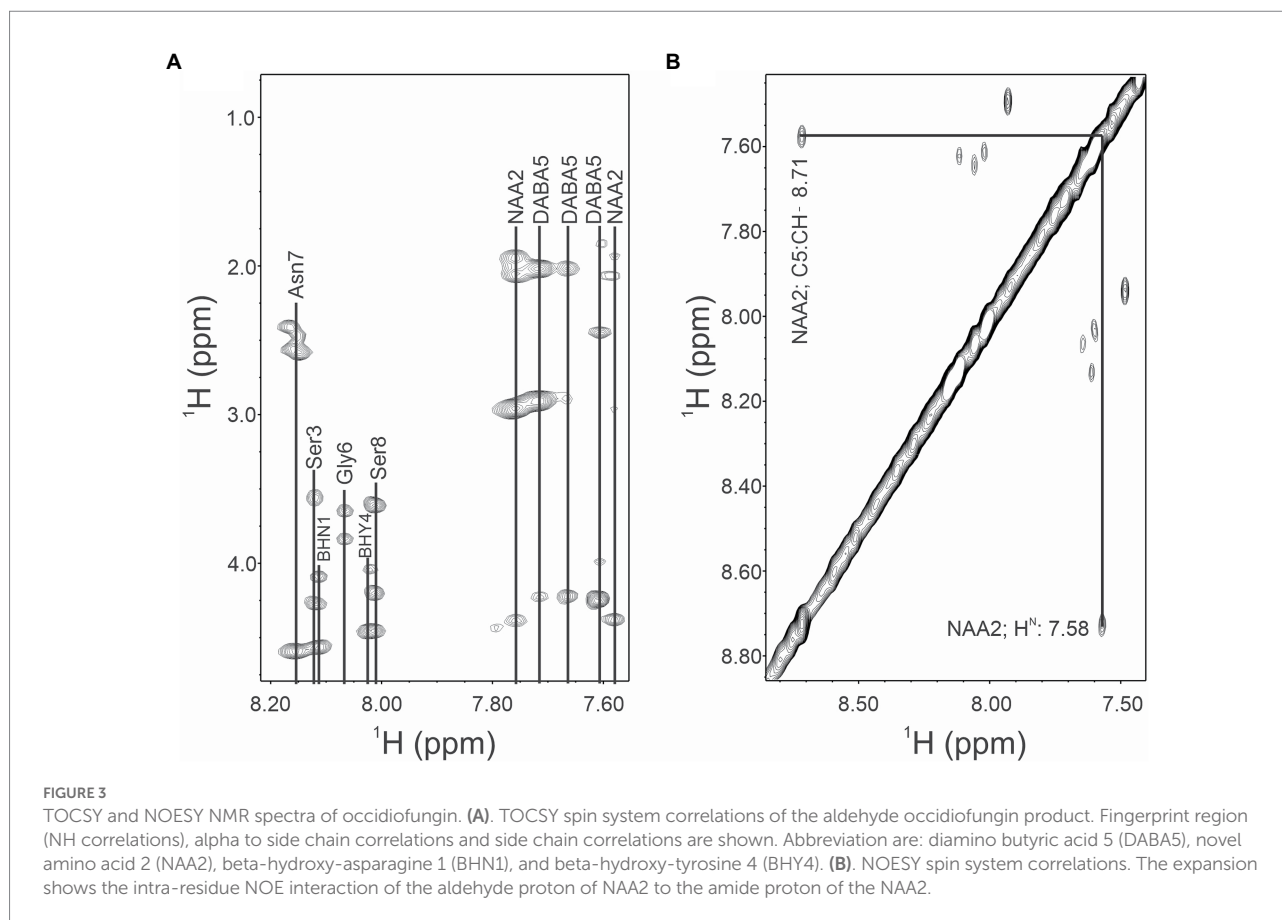 A
B
1.0
2.0
3.0
4.0
¹H (ppm)
Asn7
Ser3
BHN1
Gly6
BHY4
Ser8
NAA2
DABA5
DABA5
DABA5
NAA2
8.20
8.00
7.80
7.60
¹H (ppm)
7.60
7.80
8.00
8.20
8.40
8.60
8.80
¹H (ppm)
NAA2; C5:CH - 8.71
NAA2; Hᴺ: 7.58
8.50
8.00
7.50
¹H (ppm)
FIGURE 3
TOCSY and NOESY NMR spectra of occidiofungin. (A). TOCSY spin system correlations of the aldehyde occidiofungin product. Fingerprint region
(NH correlations), alpha to side chain correlations and side chain correlations are shown. Abbreviation are: diamino butyric acid 5 (DABA5), novel
amino acid 2 (NAA2), beta-hydroxy-asparagine 1 (BHN1), and beta-hydroxy-tyrosine 4 (BHY4). (B). NOESY spin system correlations. The expansion
shows the intra-residue NOE interaction of the aldehyde proton of NAA2 to the amide proton of the NAA2.